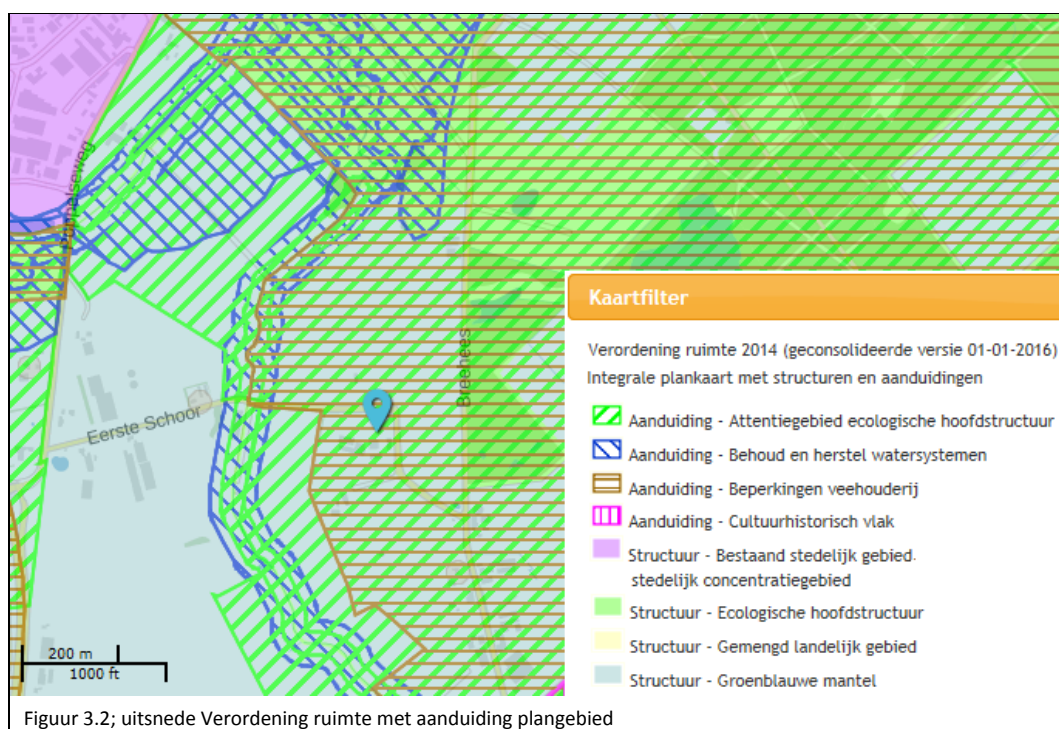 Poppelseweg
Breehees
Eerste Schoor
200 m
1000 ft
Kaartfilter
Verordening ruimte 2014 (geconsolideerde versie 01-01-2016)
Integrale plankaart met structuren en aanduidingen
Aanduiding - Attentiegebied ecologische hoofdstructuur
Aanduiding - Behoud en herstel watersystemen
Aanduiding - Beperkingen veehouderij
Aanduiding - Cultuurhistorisch vlak
Structuur - Bestaand stedelijk gebied.
stedelijk concentratiegebied
Structuur - Ecologische hoofdstructuur
Structuur - Gemengd landelijk gebied
Structuur - Groenblauwe mantel
Figuur 3.2; uitsnede Verordening ruimte met aanduiding plangebied